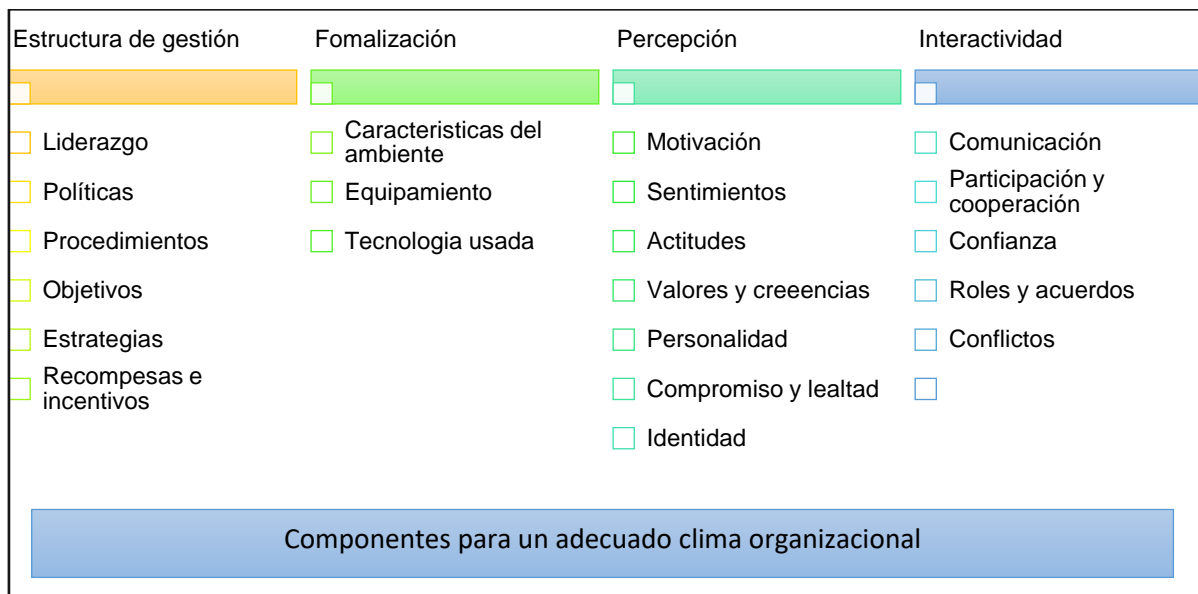 Estructura de gestión
Liderazgo
Políticas
Procedimientos
Objetivos
Estrategias
Recompesas e
incentivos
Fomalización
Caracteristicas del
ambiente
Equipamiento
Tecnologia usada
Percepción
Motivación
Sentimientos
Actitudes
Valores y creeencias
Personalidad
Compromiso y lealtad
Identidad
Interactividad
Comunicación
Participación y
cooperación
Confianza
Roles y acuerdos
Conflictos
Componentes para un adecuado clima organizacional